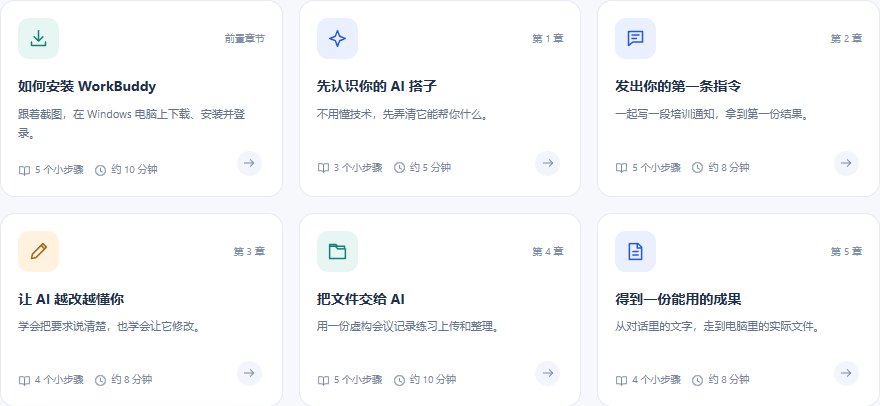 前置章节
如何安装 WorkBuddy
跟着截图，在 Windows 电脑上下载、安装并登
录。
5 个小步骤 约 10 分钟
第 1 章
先认识你的 AI 搭子
不用懂技术，先弄清它能帮你什么。
3 个小步骤 约 5 分钟
第 2 章
发出你的第一条指令
一起写一段培训通知，拿到第一份结果。
5 个小步骤 约 8 分钟
第 3 章
让 AI 越改越懂你
学会把要求说清楚，也学会让它修改。
4 个小步骤 约 8 分钟
第 4 章
把文件交给 AI
用一份虚构会议记录练习上传和整理。
5 个小步骤 约 10 分钟
第 5 章
得到一份能用的成果
从对话里的文字，走到电脑里的实际文件。
4 个小步骤 约 8 分钟